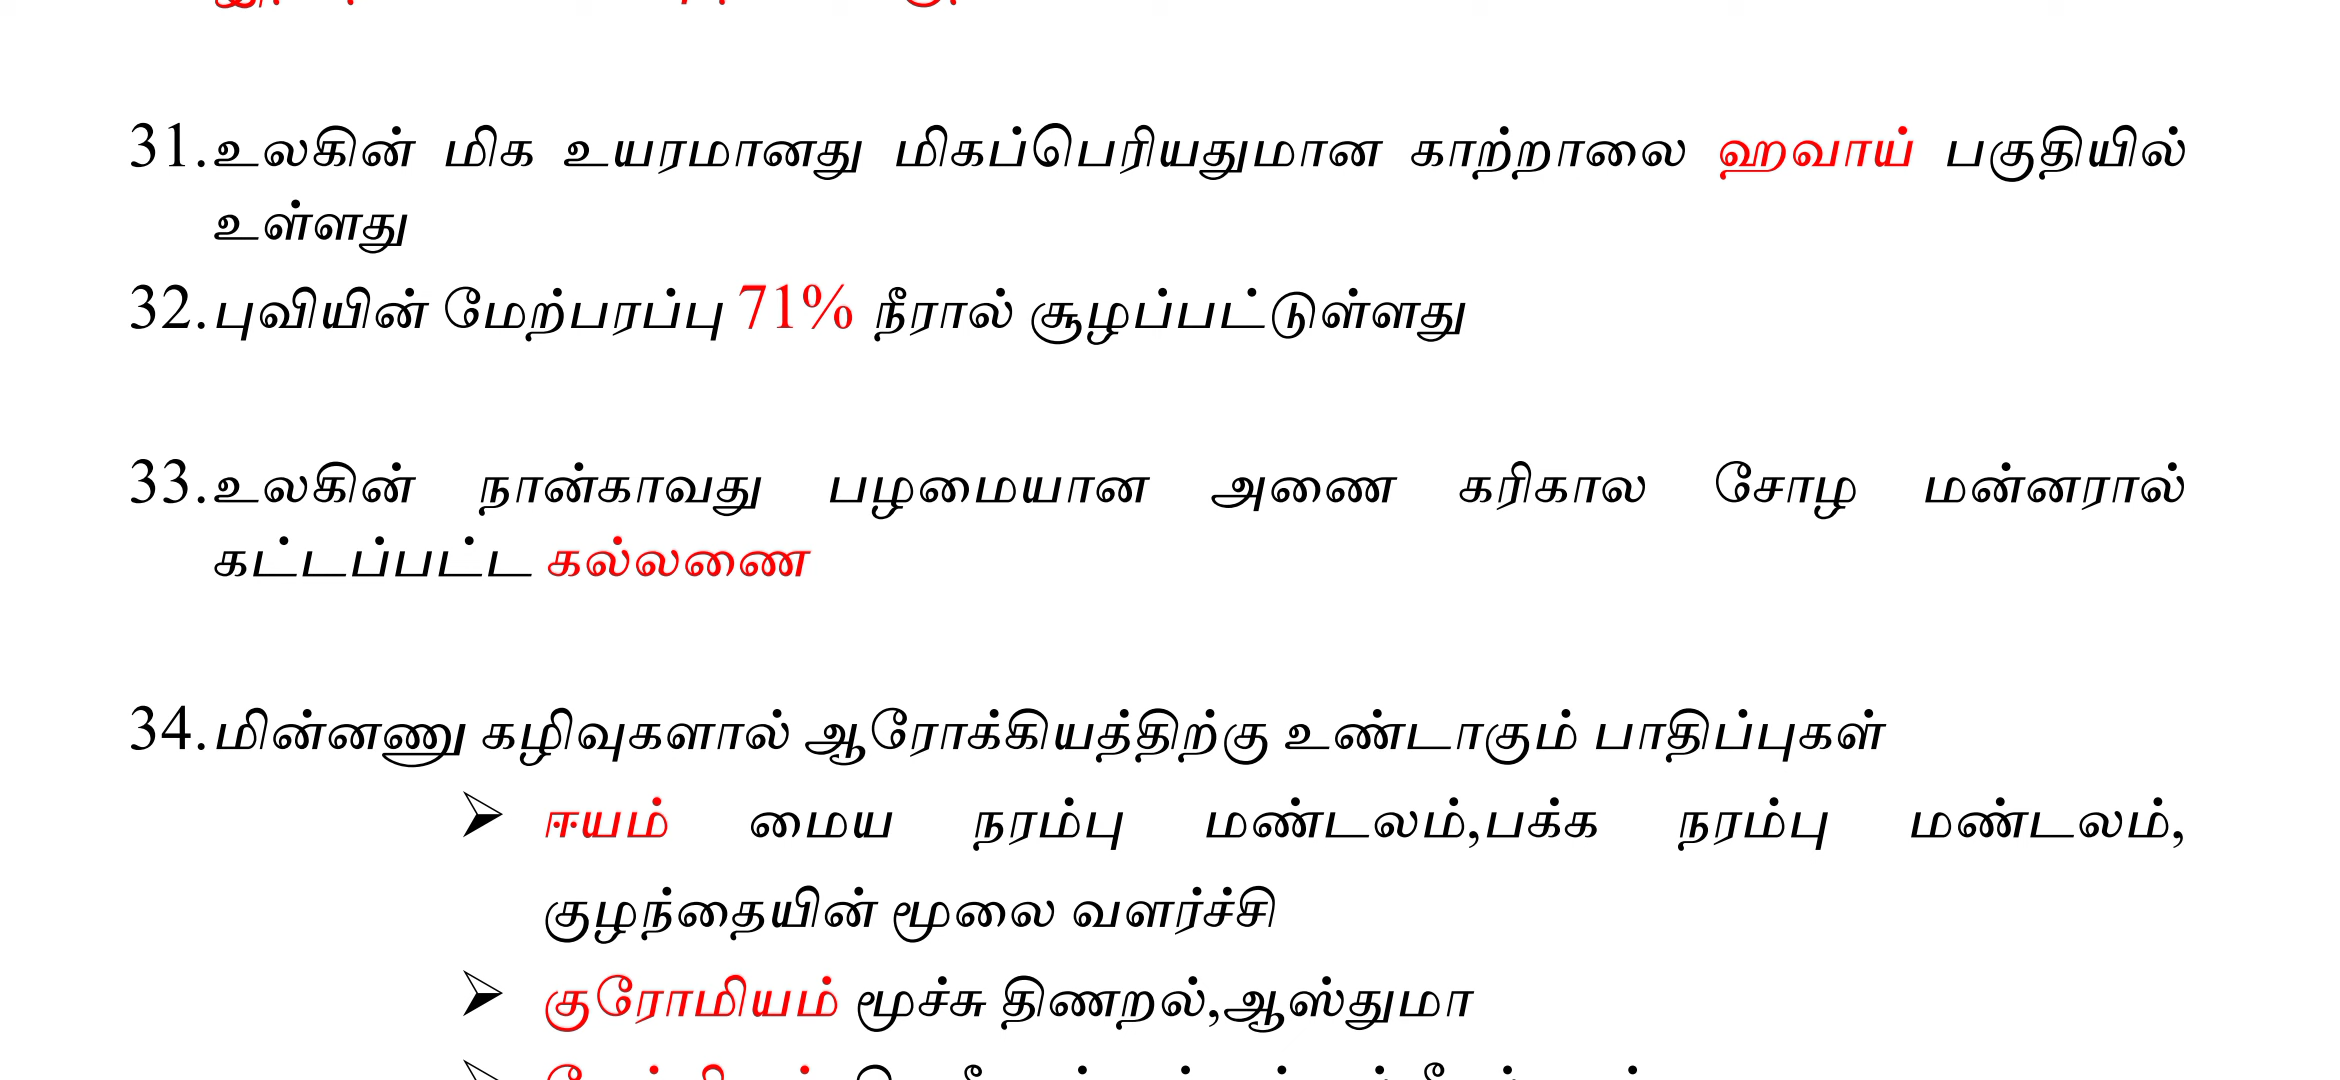 31.உலகின் மிக உயரமானது மிகப்பெரியதுமான காற்றாலை ஹவாய் பகுதியில்
உள்ளது
32.புவியின் மேற்பரப்பு 71% நீரால் சூழப்பட்டுள்ளது
33.உலகின் நான்காவது பழமையான அணை கரிகால சோழ மன்னரால்
கட்டப்பட்ட கல்லணை
34.மின்னணு கழிவுகளால் ஆரோக்கியத்திற்கு உண்டாகும் பாதிப்புகள்
➢ ஈயம் மைய நரம்பு மண்டலம்,பக்க நரம்பு மண்டலம்,
குழந்தையின் மூலை வளர்ச்சி
➢ குரோமியம் மூச்சு திணறல்,ஆஸ்துமா